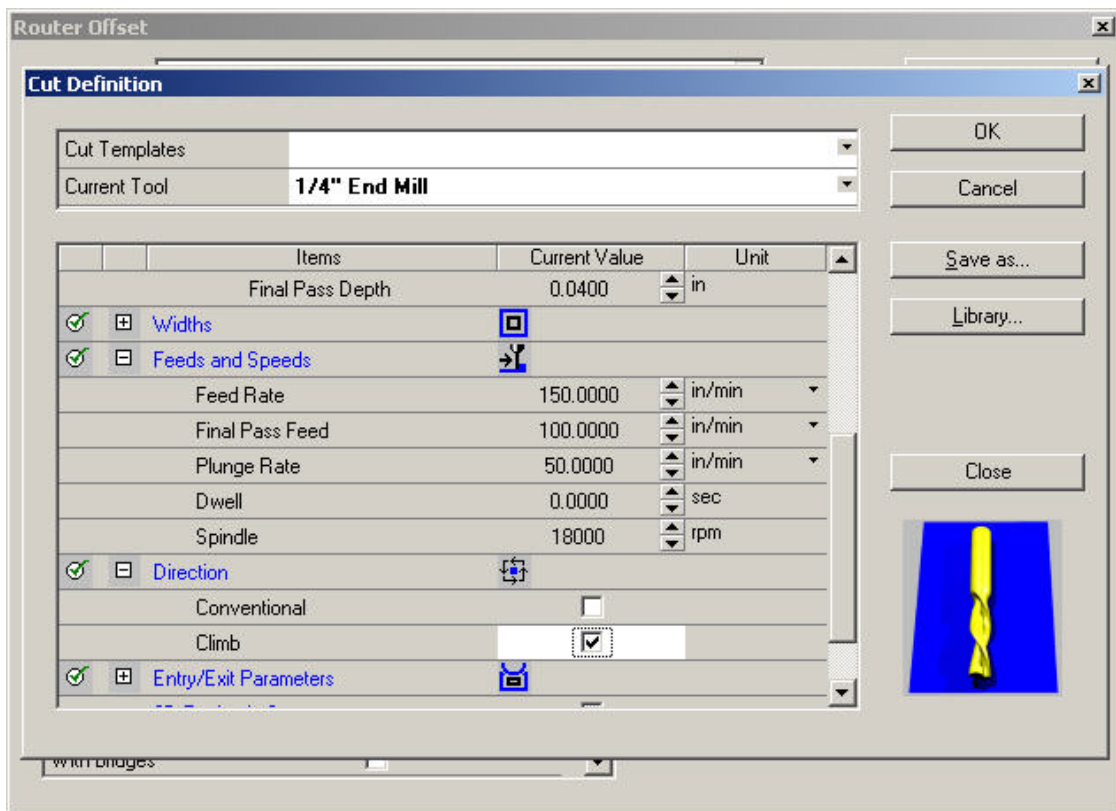 Router Offset
Cut Definition
Cut Templates
Current Tool 1/4" End Mill
OK
Cancel
Items Current Value Unit
Final Pass Depth 0.0400 in
Widths
Feeds and Speeds
Feed Rate 150.0000 in/min
Final Pass Feed 100.0000 in/min
Plunge Rate 50.0000 in/min
Dwell 0.0000 sec
Spindle 18000 rpm
Direction
Conventional
Climb
Entry/Exit Parameters
Save as...
Library...
Close
With Bridges